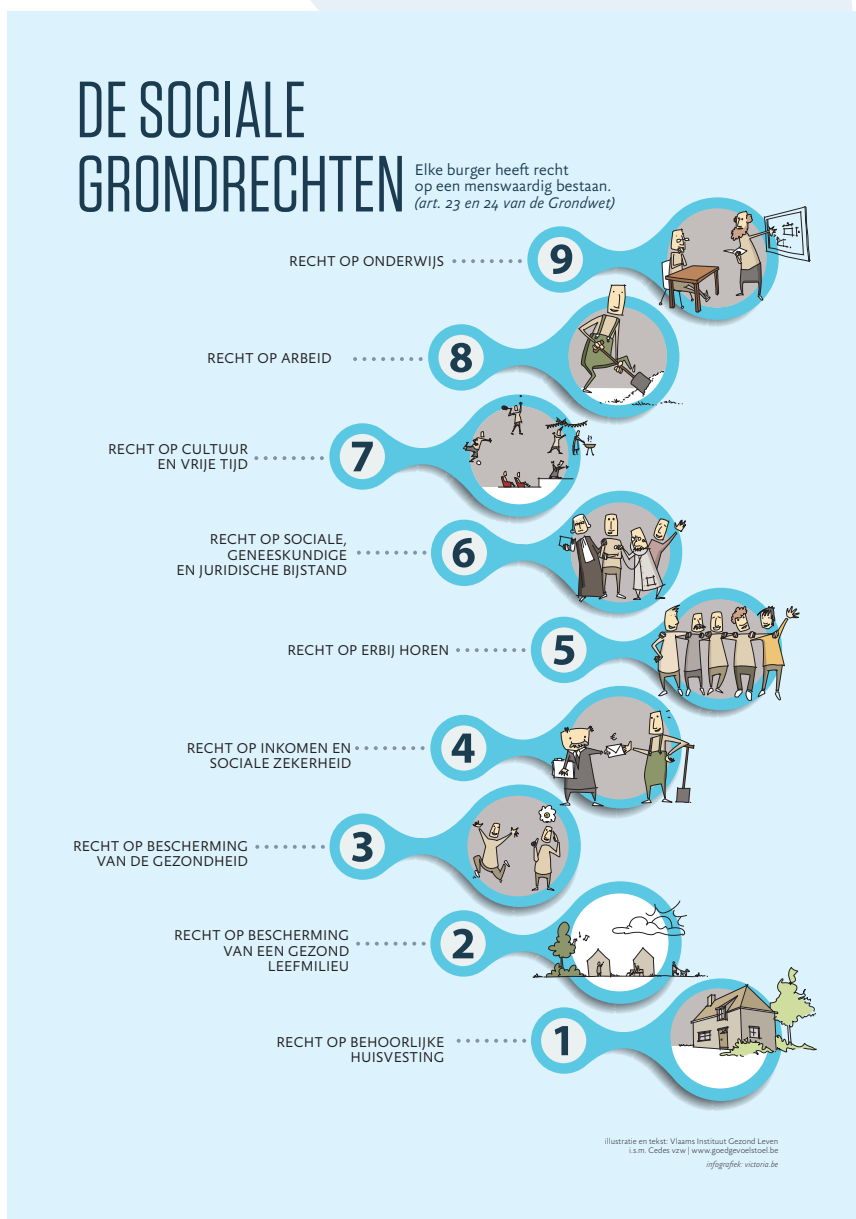 DE SOCIALE
GRONDRECHTEN
Elke burger heeft recht
op een menswaardig bestaan.
(art. 23 en 24 van de Grondwet)
RECHT OP ONDERWIJS
9
RECHT OP ARBEID
8
RECHT OP CULTUUR
EN VRIJE TIJD
7
RECHT OP SOCIALE,
GENEESKUNDIGE
EN JURIDISCHE BIJSTAND
6
RECHT OP ERBIJ HOREN
5
RECHT OP INKOMEN EN
SOCIALE ZEKERHEID
4
€
RECHT OP BESCHERMING
VAN DE GEZONDHEID
3
RECHT OP BESCHERMING
VAN EEN GEZOND
LEEFMILIEU
2
RECHT OP BEHOORLIJKE
HUISVESTING
1
illustratie en tekst: Vlaams Instituut Gezond Leven
i.s.m. Cedes vzw | www.goedgevoelstoel.be
infografiek: victoria.be